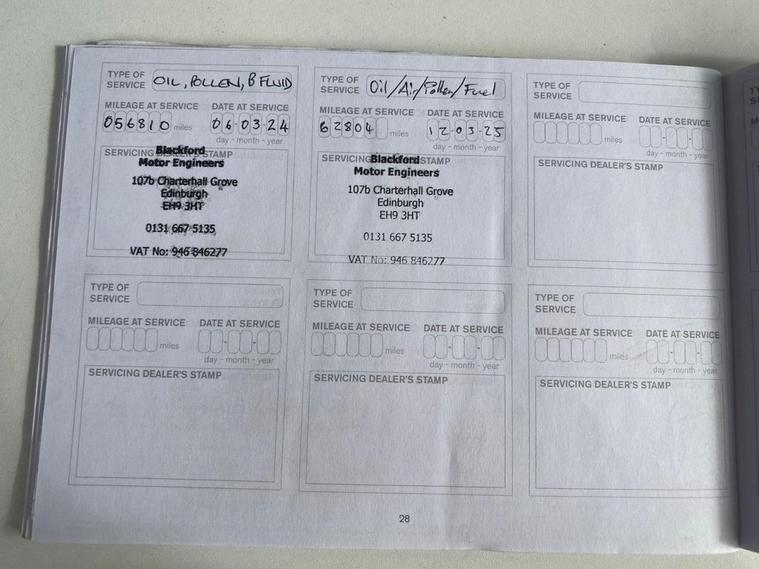 TYPE OF SERVICE OIL, POLLEN, B FLUID
MILEAGE AT SERVICE DATE AT SERVICE
056810 miles 06-03-24
day - month - year
SERVICING DEALER'S STAMP
Blackford
Motor Engineers
107b Charterhall Grove
Edinburgh
EH9 3HT
0131 667 5135
VAT No: 946 846277
TYPE OF SERVICE Oil/Air/Pollen/Fuel
MILEAGE AT SERVICE DATE AT SERVICE
62804 miles 12-03-25
day - month - year
SERVICING DEALER'S STAMP
Blackford
Motor Engineers
107b Charterhall Grove
Edinburgh
EH9 3HT
0131 667 5135
VAT No: 946 846277
TYPE OF SERVICE
MILEAGE AT SERVICE DATE AT SERVICE
miles
day - month - year
SERVICING DEALER'S STAMP
TYPE OF SERVICE
MILEAGE AT SERVICE DATE AT SERVICE
miles
day - month - year
SERVICING DEALER'S STAMP
TYPE OF SERVICE
MILEAGE AT SERVICE DATE AT SERVICE
miles
day - month - year
SERVICING DEALER'S STAMP
TYPE OF SERVICE
MILEAGE AT SERVICE DATE AT SERVICE
miles
day - month - year
SERVICING DEALER'S STAMP
28